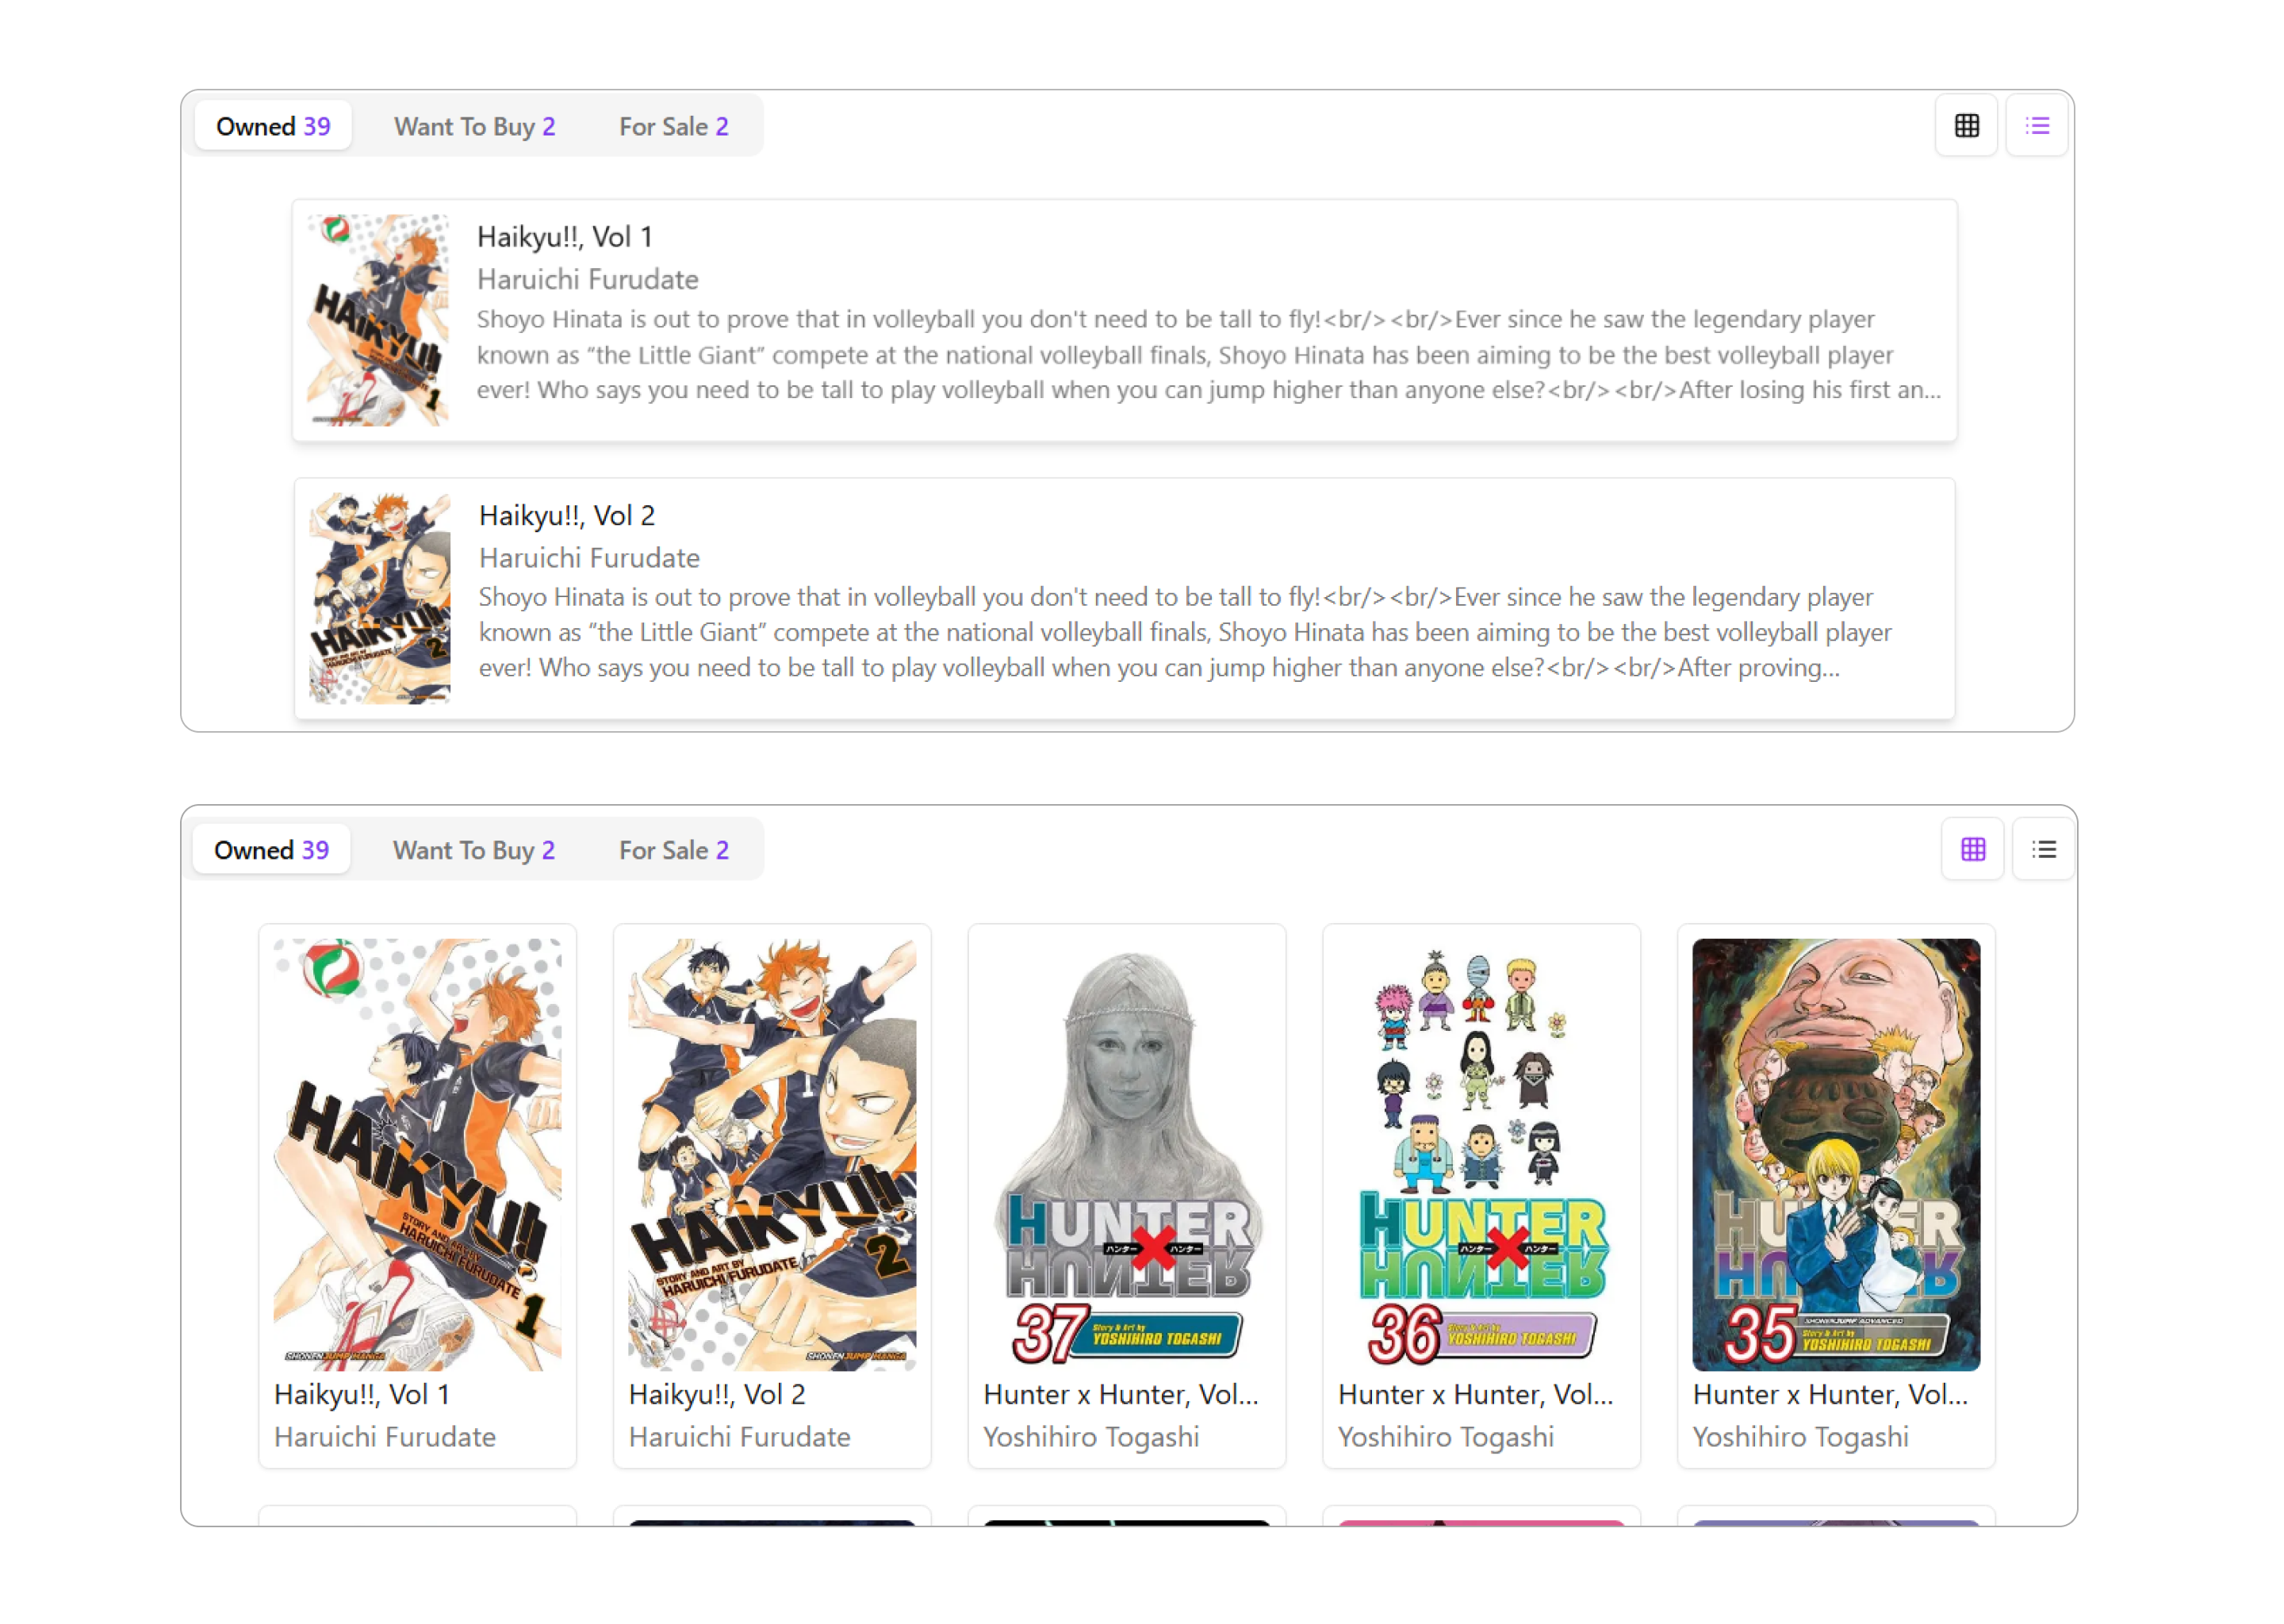 Owned 39 Want To Buy 2 For Sale 2
Haikyu!!, Vol 1
Haruichi Furudate
Shoyo Hinata is out to prove that in volleyball you don't need to be tall to fly!<br/><br/>Ever since he saw the legendary player
known as “the Little Giant” compete at the national volleyball finals, Shoyo Hinata has been aiming to be the best volleyball player
ever! Who says you need to be tall to play volleyball when you can jump higher than anyone else?<br/><br/>After losing his first an...
HAIKYU!!
1
Haikyu!!, Vol 2
Haruichi Furudate
Shoyo Hinata is out to prove that in volleyball you don't need to be tall to fly!<br/><br/>Ever since he saw the legendary player
known as “the Little Giant” compete at the national volleyball finals, Shoyo Hinata has been aiming to be the best volleyball player
ever! Who says you need to be tall to play volleyball when you can jump higher than anyone else?<br/><br/>After proving...
HAIKYU!!
2
STORY AND ART BY
HARUICHI FURUDATE
Owned 39 Want To Buy 2 For Sale 2
HAIKYU!!
STORY AND ART BY
HARUICHI FURUDATE
1
SHONEN JUMP MANGA
Haikyu!!, Vol 1
Haruichi Furudate
HAIKYU!!
2
STORY AND ART BY
HARUICHI FURUDATE
SHONEN JUMP MANGA
Haikyu!!, Vol 2
Haruichi Furudate
HUNTER
ハンター X ハンター
HUNTER
37
Story & Art by
YOSHIHIRO TOGASHI
Hunter x Hunter, Vol...
Yoshihiro Togashi
HUNTER
ハンター X ハンター
HUNTER
36
Story & Art by
YOSHIHIRO TOGASHI
Hunter x Hunter, Vol...
Yoshihiro Togashi
HUNTER
HUNTER
35
SHONEN JUMP ADVANCED
Story & Art by
YOSHIHIRO TOGASHI
Hunter x Hunter, Vol...
Yoshihiro Togashi